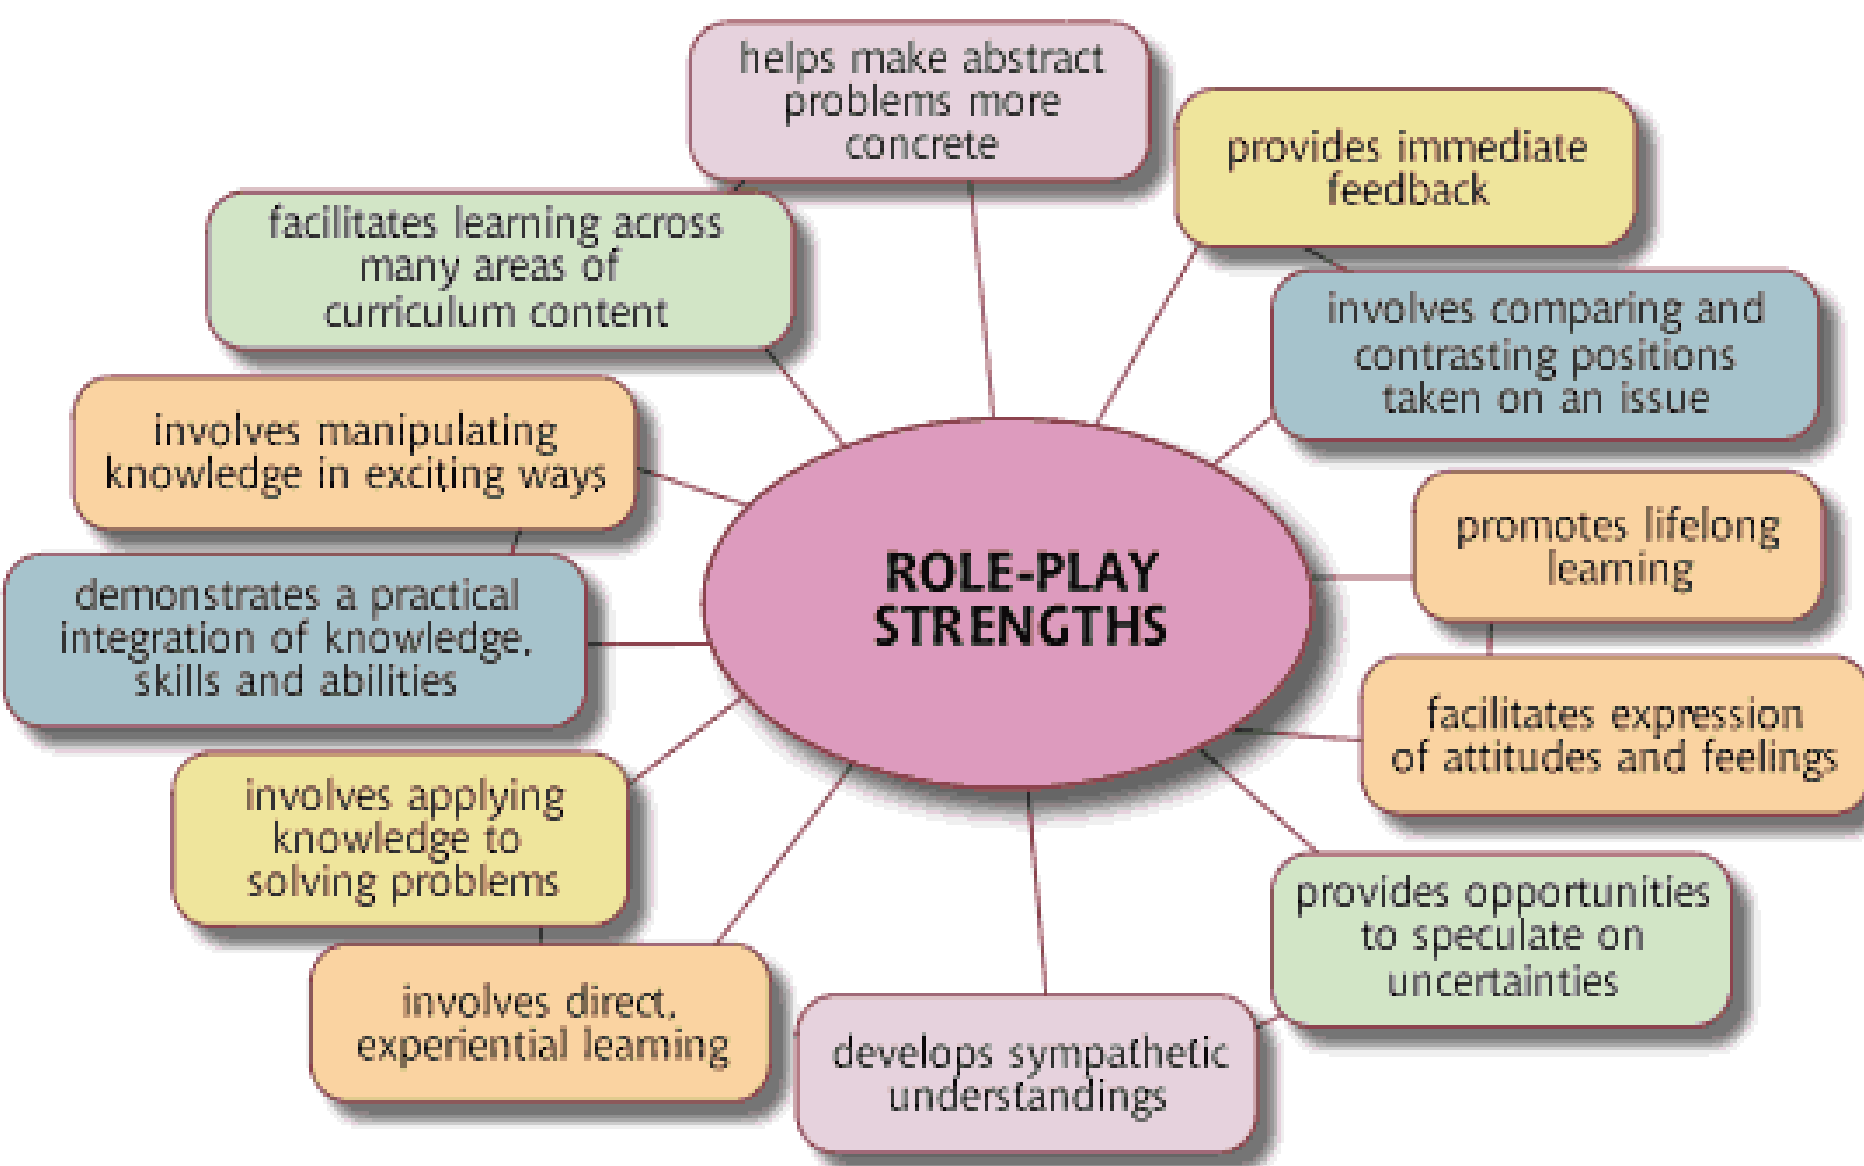 helps make abstract
problems more
concrete
provides immediate
feedback
facilitates learning across
many areas of
curriculum content
involves comparing and
contrasting positions
taken on an issue
involves manipulating
knowledge in exciting ways
promotes lifelong
learning
ROLE-PLAY
STRENGTHS
demonstrates a practical
integration of knowledge,
skills and abilities
facilitates expression
of attitudes and feelings
involves applying
knowledge to
solving problems
provides opportunities
to speculate on
uncertainties
involves direct,
experiential learning
develops sympathetic
understandings